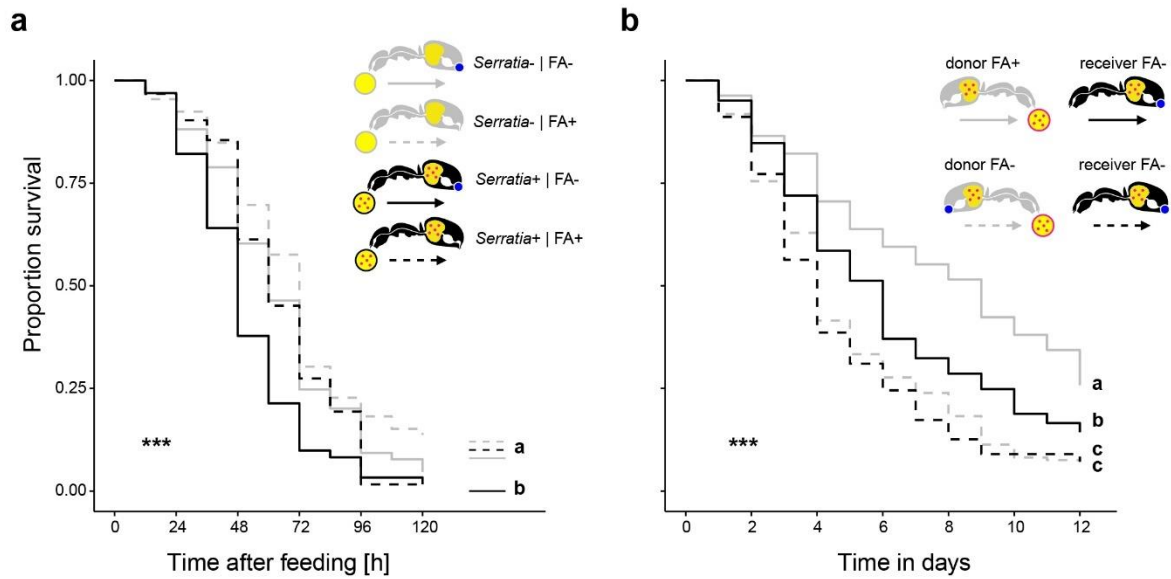 a
Serratia- | FA-
Serratia- | FA+
Serratia+ | FA-
Serratia+ | FA+
1.00
0.75
0.50
0.25
0.00
Proportion survival
***
a
b
0 24 48 72 96 120
Time after feeding [h]
b
donor FA+ receiver FA-
donor FA- receiver FA-
a
b
c
c
***
0 2 4 6 8 10 12
Time in days